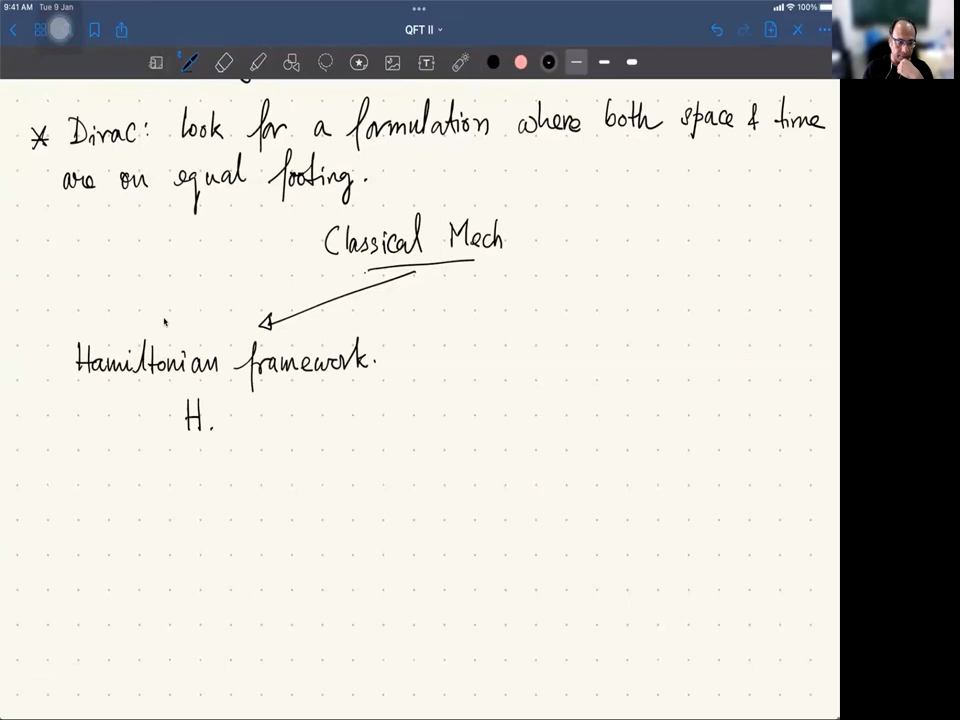 9:41 AM Tue 9 Jan
100%
QFT II
* Dirac: look for a formulation where both space & time
are on equal footing.
Classical Mech
Hamiltonian framework.
H.